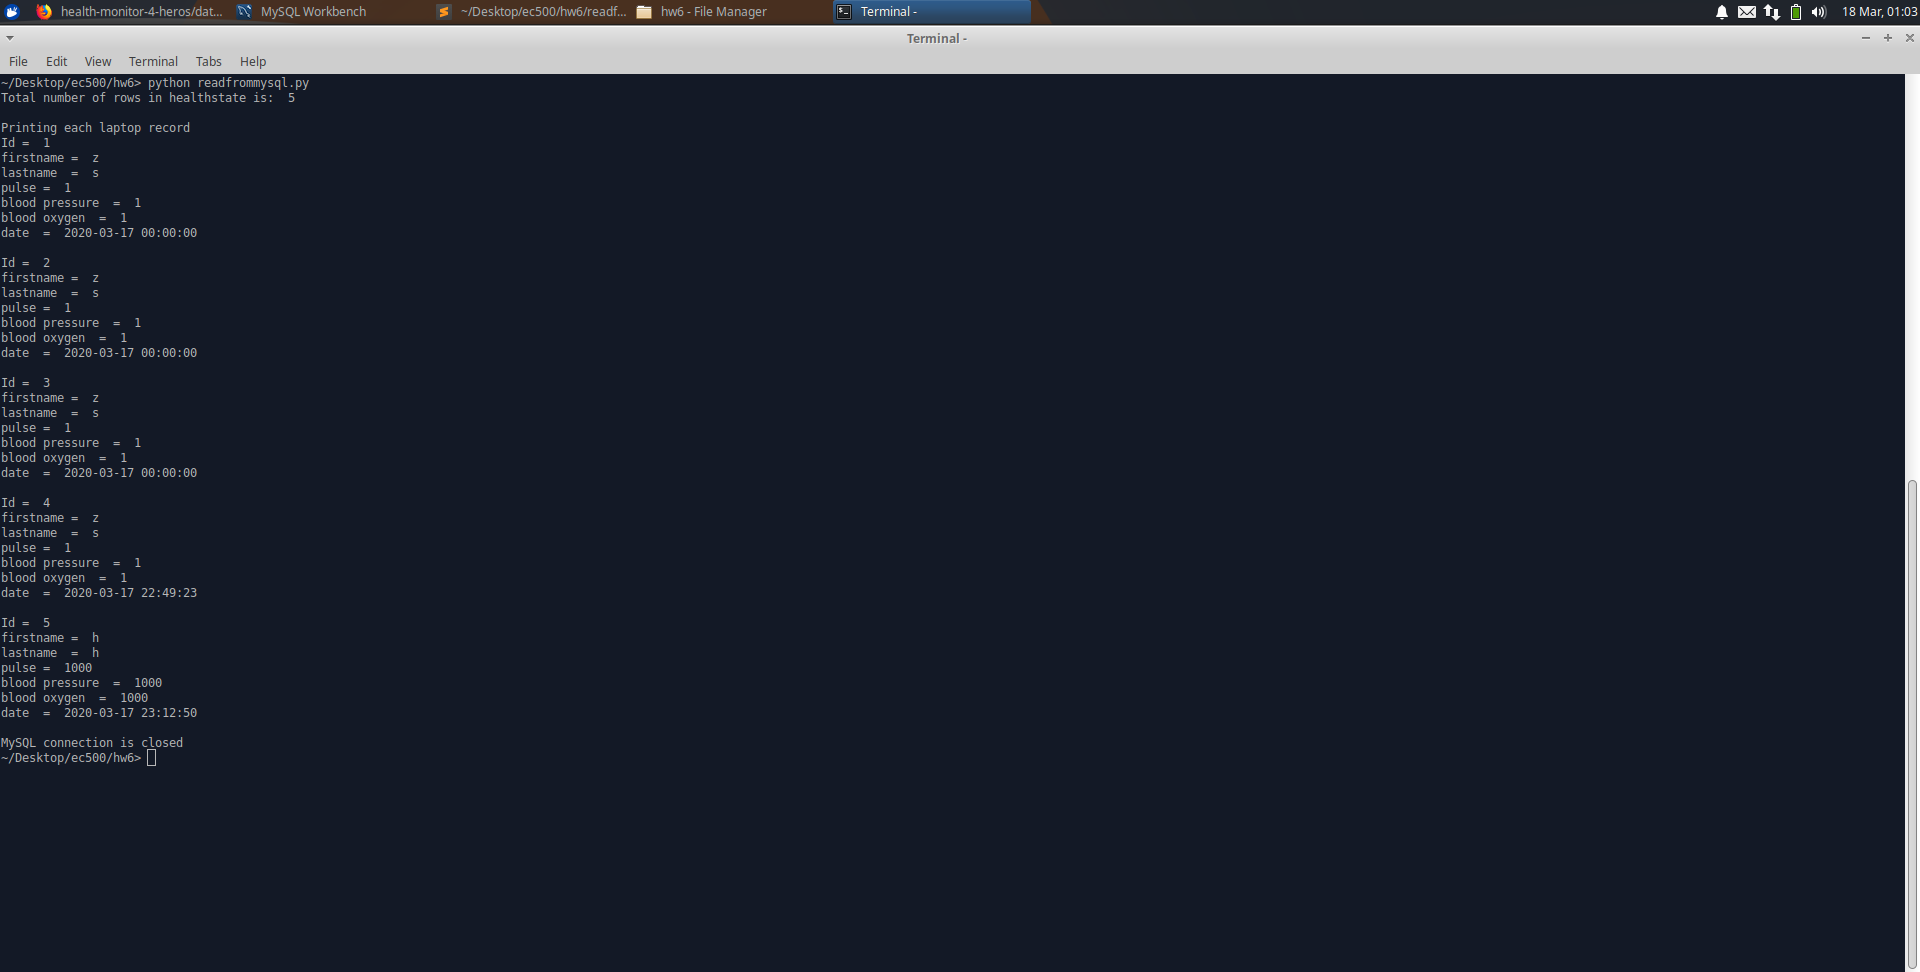 health-monitor-4-heros/dat... MySQL Workbench ~/Desktop/ec500/hw6/readf... hw6 - File Manager Terminal - 18 Mar, 01:03
Terminal -
File Edit View Terminal Tabs Help
~/Desktop/ec500/hw6> python readfrommysql.py
Total number of rows in healthstate is:  5
Printing each laptop record
Id =  1
firstname =  z
lastname  =  s
pulse =  1
blood pressure  =  1
blood oxygen  =  1
date  =  2020-03-17 00:00:00
Id =  2
firstname =  z
lastname  =  s
pulse =  1
blood pressure  =  1
blood oxygen  =  1
date  =  2020-03-17 00:00:00
Id =  3
firstname =  z
lastname  =  s
pulse =  1
blood pressure  =  1
blood oxygen  =  1
date  =  2020-03-17 00:00:00
Id =  4
firstname =  z
lastname  =  s
pulse =  1
blood pressure  =  1
blood oxygen  =  1
date  =  2020-03-17 22:49:23
Id =  5
firstname =  h
lastname  =  h
pulse =  1000
blood pressure  =  1000
blood oxygen  =  1000
date  =  2020-03-17 23:12:50
MySQL connection is closed
~/Desktop/ec500/hw6>